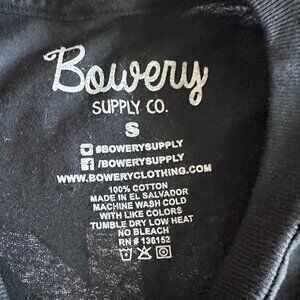 Bowery
SUPPLY CO.
S
#BOWERYSUPPLY
/BOWERYSUPPLY
WWW.BOWERYCLOTHING.COM
100% COTTON
MADE IN EL SALVADOR
MACHINE WASH COLD
WITH LIKE COLORS
TUMBLE DRY LOW HEAT
NO BLEACH
RN # 136152